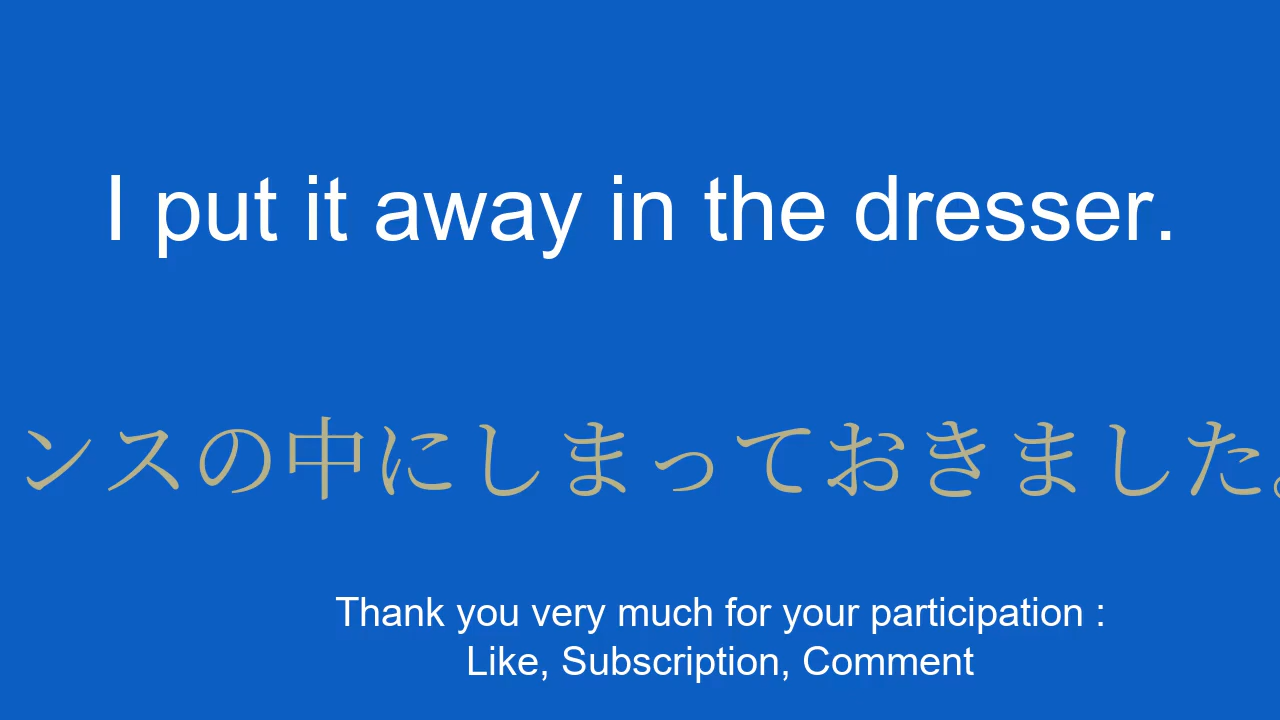 I put it away in the dresser.
ンスの中にしまっておきました。
Thank you very much for your participation :
Like, Subscription, Comment